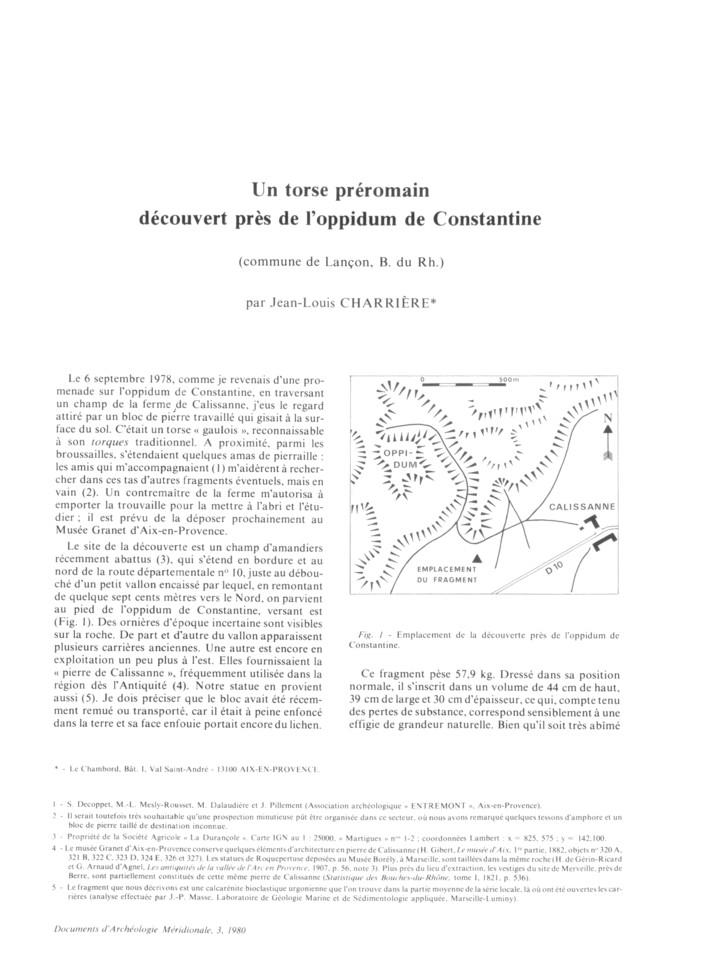 Un torse préromain
découvert près de l'oppidum de Constantine
(commune de Lançon, B. du Rh.)
par Jean-Louis CHARRIÈRE*
Le 6 septembre 1978, comme je revenais d'une pro-
menade sur l'oppidum de Constantine, en traversant
un champ de la ferme de Calissanne, j'eus le regard
attiré par un bloc de pierre travaillé qui gisait à la sur-
face du sol. C'était un torse « gaulois », reconnaissable
à son torques traditionnel. A proximité, parmi les
broussailles, s'étendaient quelques amas de pierraille :
les amis qui m'accompagnaient (1) m'aidèrent à recher-
cher dans ces tas d'autres fragments éventuels, mais en
vain (2). Un contremaître de la ferme m'autorisa à
emporter la trouvaille pour la mettre à l'abri et l'étu-
dier ; il est prévu de la déposer prochainement au
Musée Granet d'Aix-en-Provence.
Le site de la découverte est un champ d'amandiers
récemment abattus (3), qui s'étend en bordure et au
nord de la route départementale nº 10, juste au débou-
ché d'un petit vallon encaissé par lequel, en remontant
de quelque sept cents mètres vers le Nord, on parvient
au pied de l'oppidum de Constantine, versant est
(Fig. 1). Des ornières d'époque incertaine sont visibles
sur la roche. De part et d'autre du vallon apparaissent
plusieurs carrières anciennes. Une autre est encore en
exploitation un peu plus à l'est. Elles fournissaient la
« pierre de Calissanne », fréquemment utilisée dans la
région dès l'Antiquité (4). Notre statue en provient
aussi (5). Je dois préciser que le bloc avait été récem-
ment remué ou transporté, car il était à peine enfoncé
dans la terre et sa face enfouie portait encore du lichen.
0 500m
N
OPPI-
DUM
CALISSANNE
EMPLACEMENT
DU FRAGMENT
D 10
Fig. 1 - Emplacement de la découverte près de l'oppidum de
Constantine.
Ce fragment pèse 57,9 kg. Dressé dans sa position
normale, il s'inscrit dans un volume de 44 cm de haut,
39 cm de large et 30 cm d'épaisseur, ce qui, compte tenu
des pertes de substance, correspond sensiblement à une
effigie de grandeur naturelle. Bien qu'il soit très abîmé
* - Le Chambord, Bât. I, Val Saint-André - 13100 AIX-EN-PROVENCE.
1 - S. Decoppet, M.-L. Mesly-Rousset, M. Dalaudière et J. Pillement (Association archéologique « ENTREMONT », Aix-en-Provence).
2 - Il serait toutefois très souhaitable qu'une prospection minutieuse pût être organisée dans ce secteur, où nous avons remarqué quelques tessons d'amphore et un
bloc de pierre taillé de destination inconnue.
3 - Propriété de la Société Agricole « La Durançole ». Carte IGN au 1 : 25000, « Martigues » nºs 1-2 ; coordonnées Lambert : x = 825, 575 ; y = 142,100.
4 - Le musée Granet d'Aix-en-Provence conserve quelques éléments d'architecture en pierre de Calissanne (H. Gibert, Le musée d'Aix, 1re partie, 1882, objets nº 320 A,
321 B, 322 C, 323 D, 324 E, 326 et 327). Les statues de Roquepertuse déposées au Musée Borély, à Marseille, sont taillées dans la même roche (H. de Gérin-Ricard
et G. Arnaud d'Agnel, Les antiquités de la vallée de l'Arc en Provence, 1907, p. 56, note 3). Plus près du lieu d'extraction, les vestiges du site de Merveille, près de
Berre, sont partiellement constitués de cette même pierre de Calissanne (Statistique des Bouches-du-Rhône, tome I, 1821, p. 536).
5 - Le fragment que nous décrivons est une calcarénite bioclastique urgonienne que l'on trouve dans la partie moyenne de la série locale, là où ont été ouvertes les car-
rières (analyse effectuée par J.-P. Masse, Laboratoire de Géologie Marine et de Sédimentologie appliquée, Marseille-Luminy).
Documents d'Archéologie Méridionale, 3, 1980